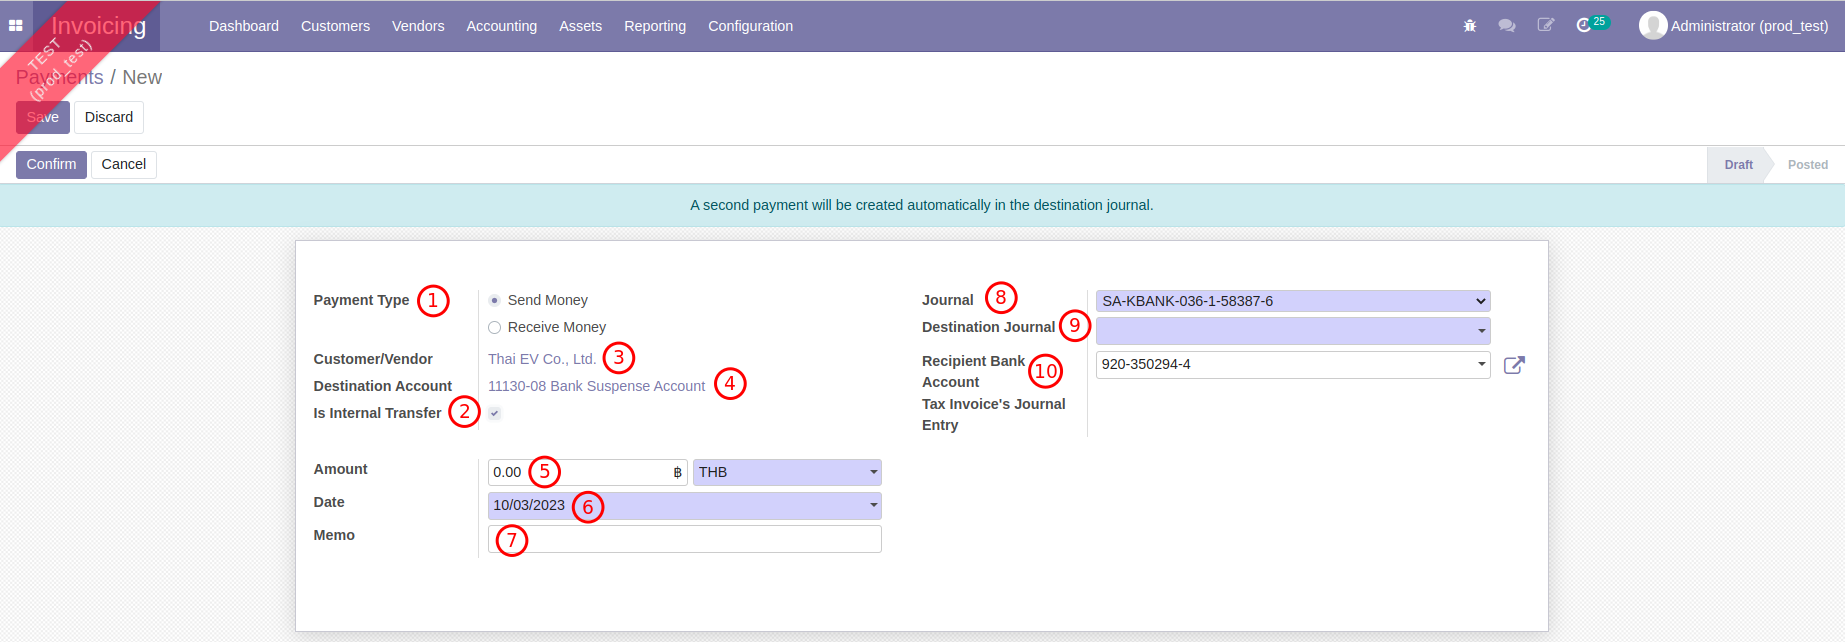 Invoicing Dashboard Customers Vendors Accounting Assets Reporting Configuration 25 Administrator (prod_test)
TEST
(prod_test)
Payments / New
Save Discard
Confirm Cancel Draft Posted
A second payment will be created automatically in the destination journal.
Payment Type 1 Send Money
Receive Money
Customer/Vendor Thai EV Co., Ltd. 3
Destination Account 11130-08 Bank Suspense Account 4
Is Internal Transfer 2
Amount 0.00 5 ฿ THB
Date 10/03/2023 6
Memo 7
Journal 8 SA-KBANK-036-1-58387-6
Destination Journal 9
Recipient Bank
Account 10 920-350294-4
Tax Invoice's Journal
Entry